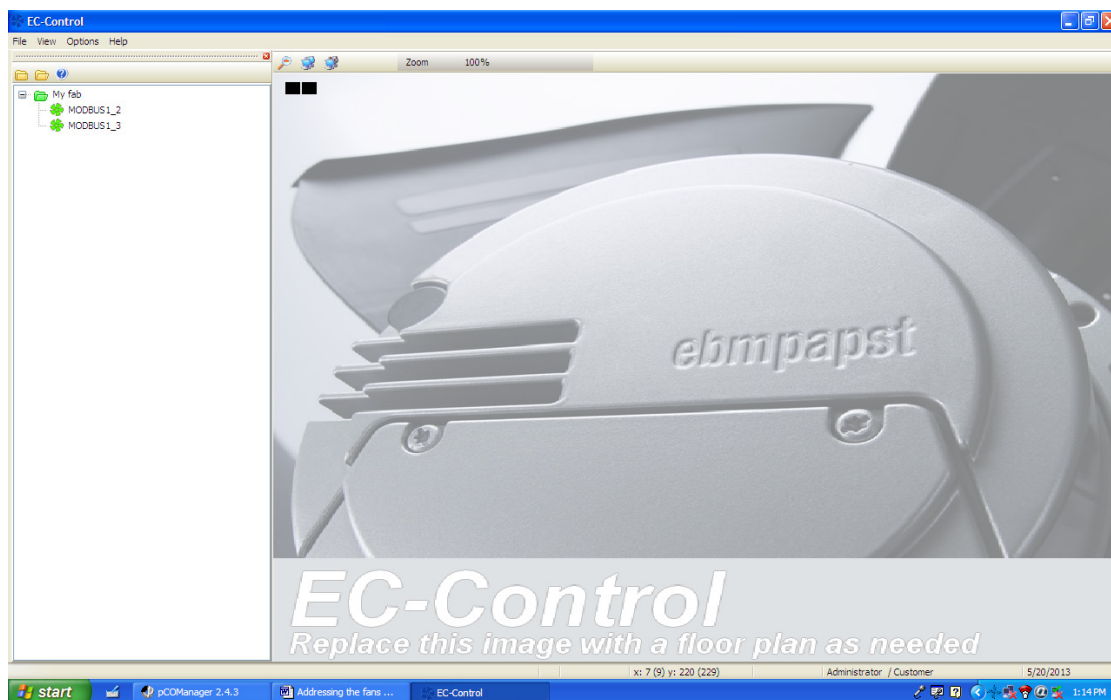 EC-Control
File View Options Help
Zoom 100%
My fab
MODBUS1_2
MODBUS1_3
ebmpapst
EC-Control
Replace this image with a floor plan as needed
x: 7 (9) y: 220 (229) Administrator / Customer 5/20/2013
start pCOManager 2.4.3 Addressing the fans ... EC-Control 1:14 PM